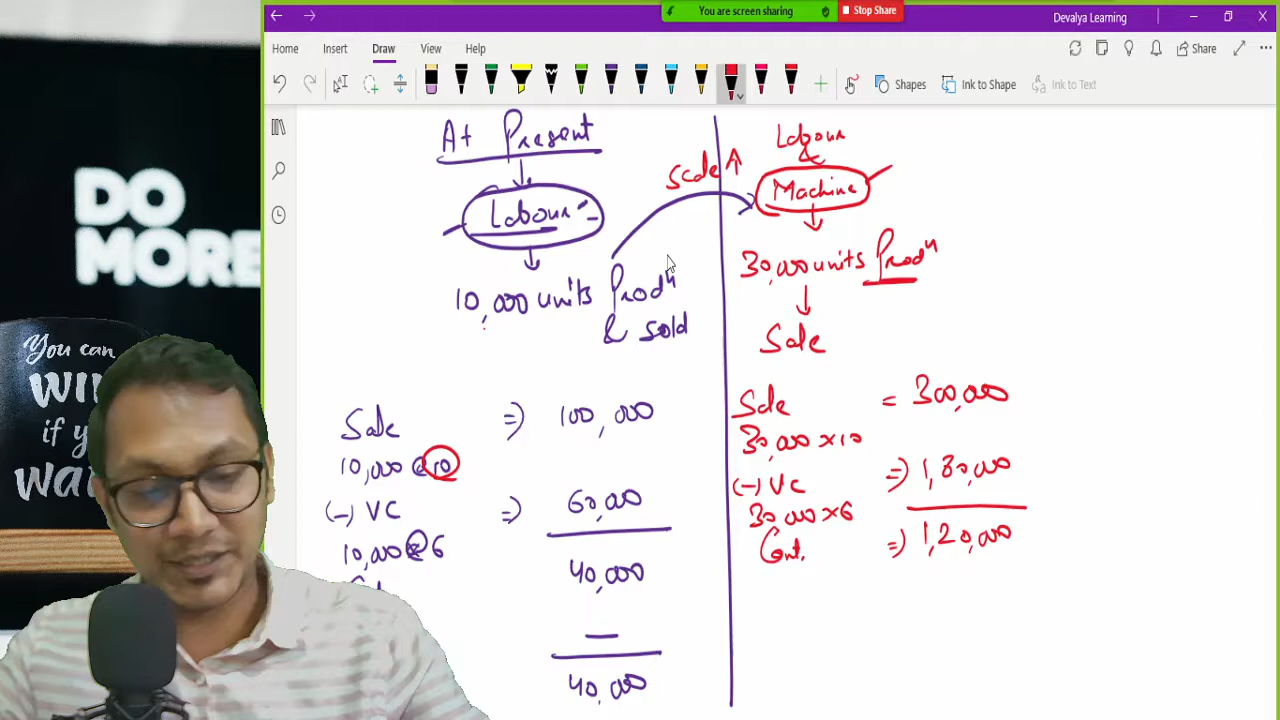 You are screen sharing
Stop Share
Devalya Learning
Home Insert Draw View Help
Share
Shapes
Ink to Shape
Ink to Text
DO
MORE
You can
WIN
if y
wa
At Present
Labour
10,000 units Prodⁿ
& sold
Sale => 100,000
10,000 @ 10
(-) VC => 60,000
10,000 @ 6
40,000
—
40,000
Scale ↑
Labour
&
Machine
30,000 units Prodⁿ
Sale
Sale = 300,000
30,000 × 10
(-) VC => 1,80,000
30,000 × 6
Cont. => 1,20,000